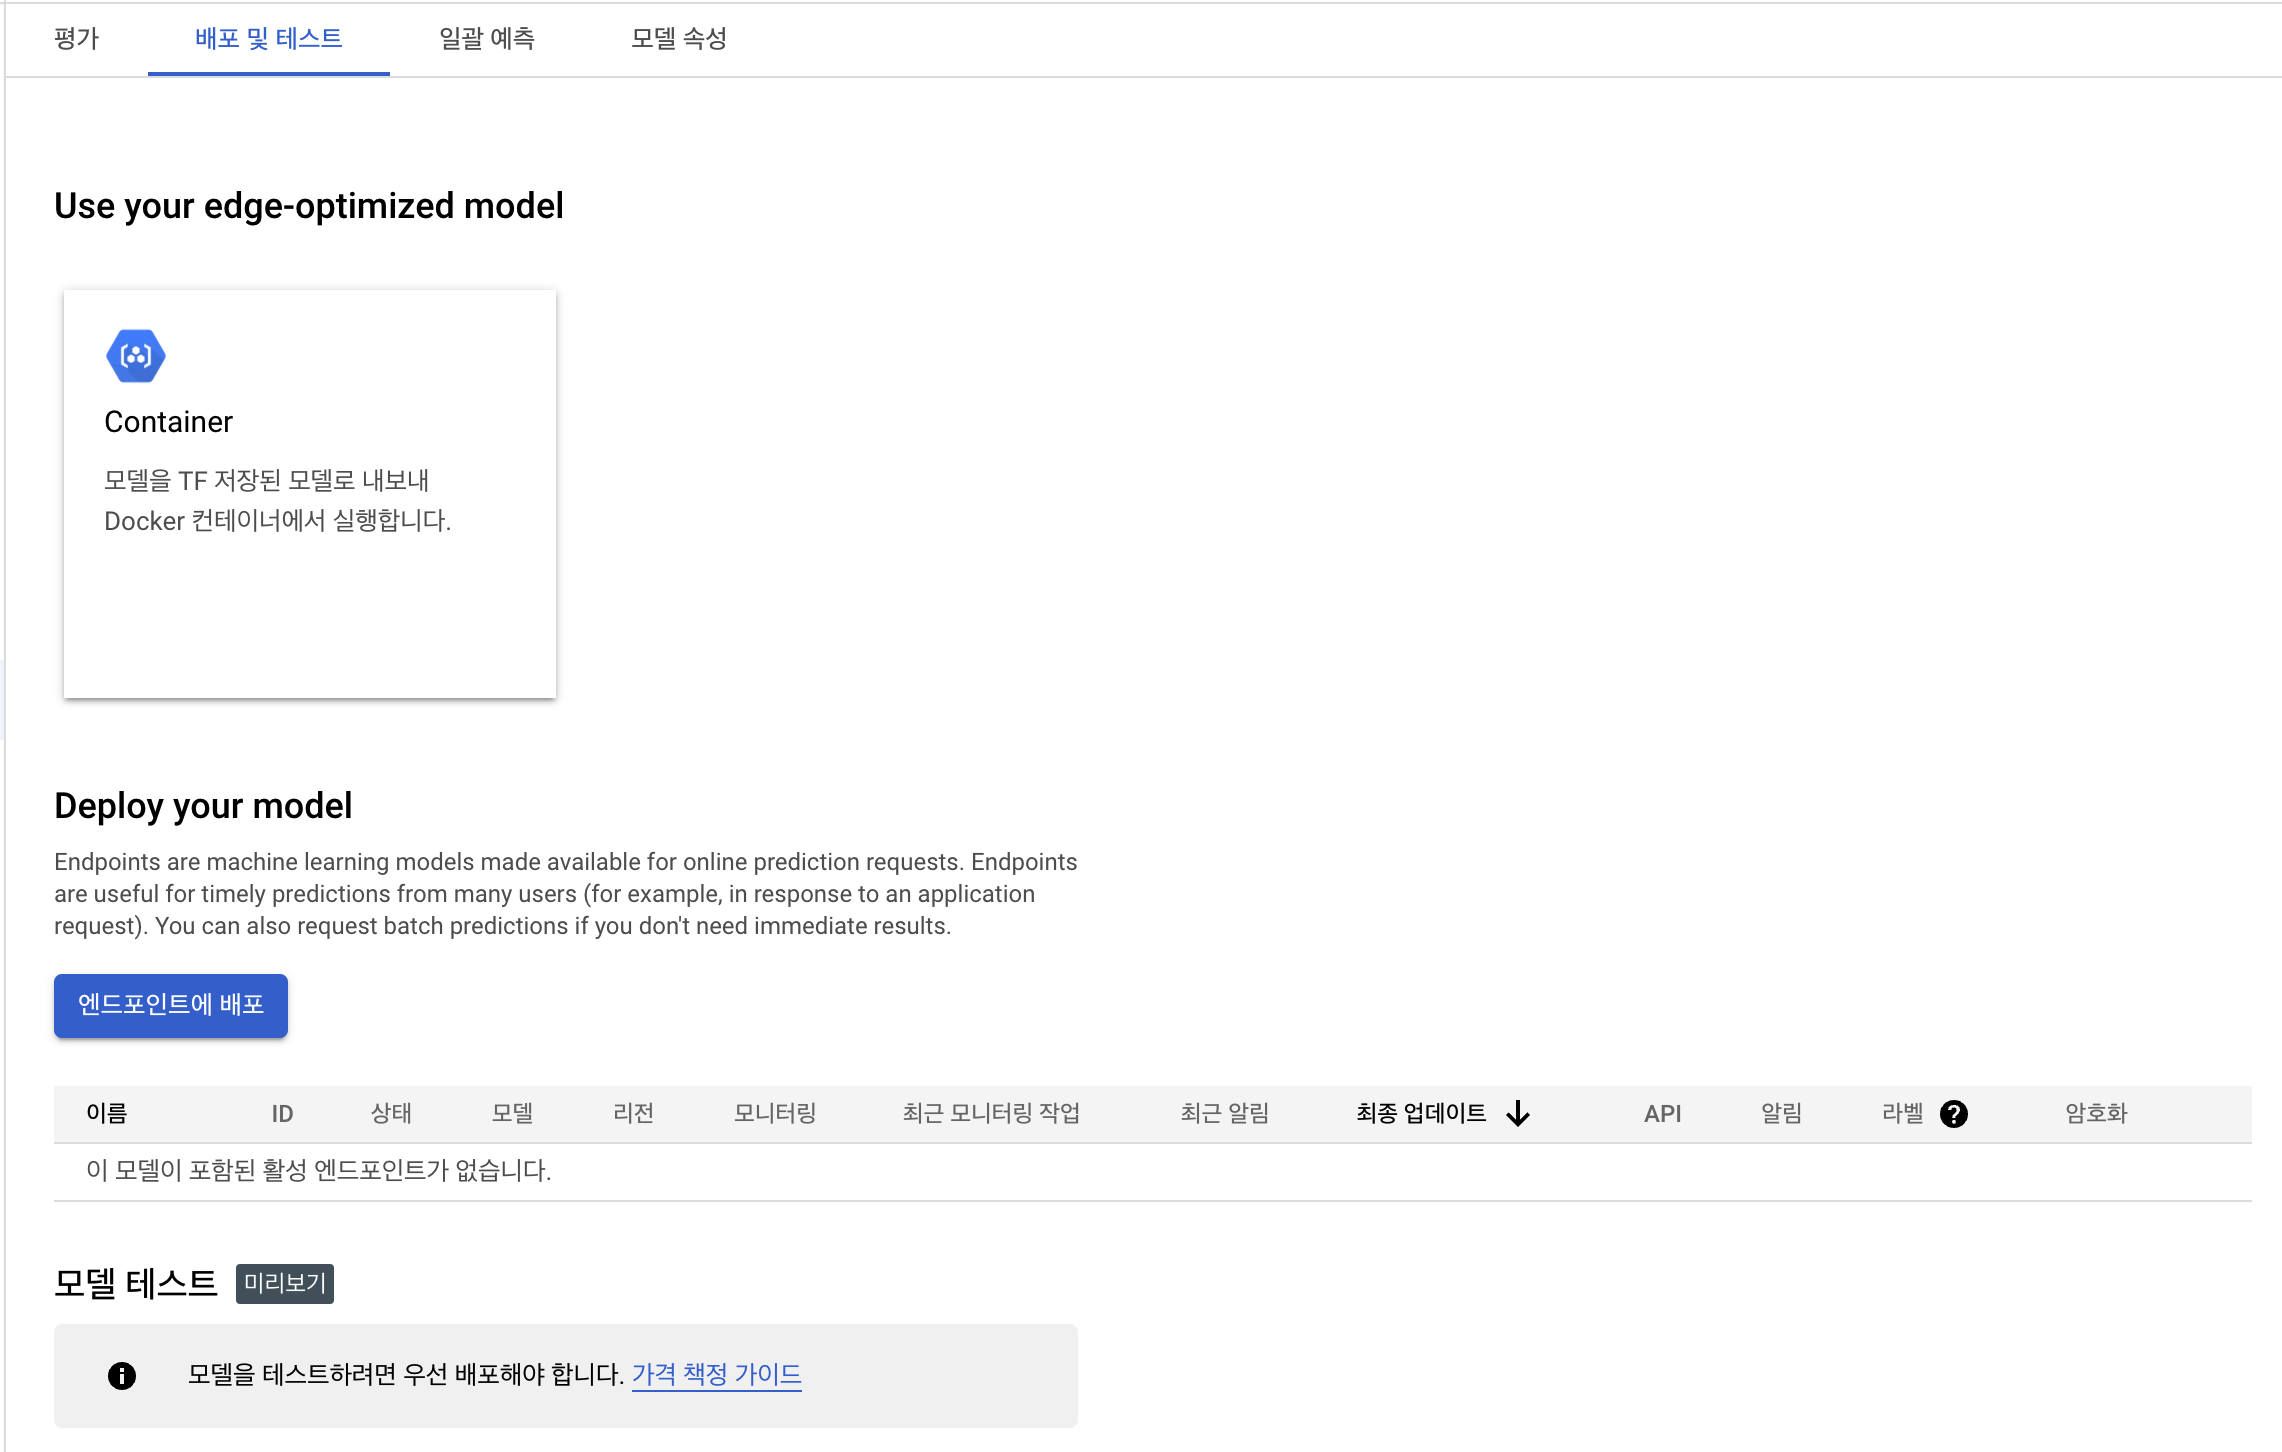 평가 배포 및 테스트 일괄 예측 모델 속성
Use your edge-optimized model
Container
모델을 TF 저장된 모델로 내보내
Docker 컨테이너에서 실행합니다.
Deploy your model
Endpoints are machine learning models made available for online prediction requests. Endpoints
are useful for timely predictions from many users (for example, in response to an application
request). You can also request batch predictions if you don't need immediate results.
엔드포인트에 배포
이름 ID 상태 모델 리전 모니터링 최근 모니터링 작업 최근 알림 최종 업데이트 API 알림 라벨 암호화
이 모델이 포함된 활성 엔드포인트가 없습니다.
모델 테스트 미리보기
모델을 테스트하려면 우선 배포해야 합니다. 가격 책정 가이드